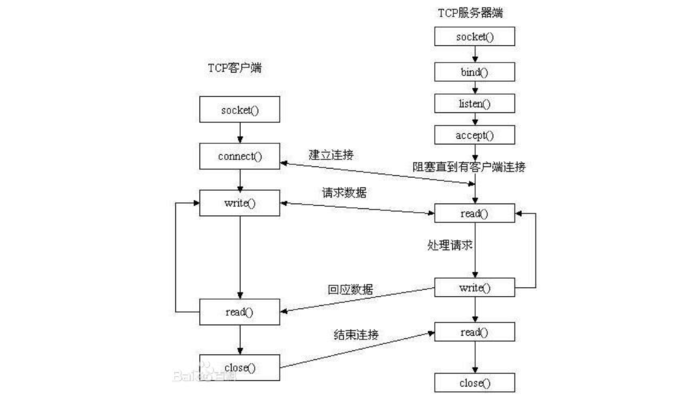 TCP服务器端
socket()
bind()
TCP客户端
listen()
socket()
accept()
connect()
建立连接
阻塞直到有客户端连接
请求数据
write()
read()
处理请求
回应数据
write()
read()
结束连接
read()
close()
close()